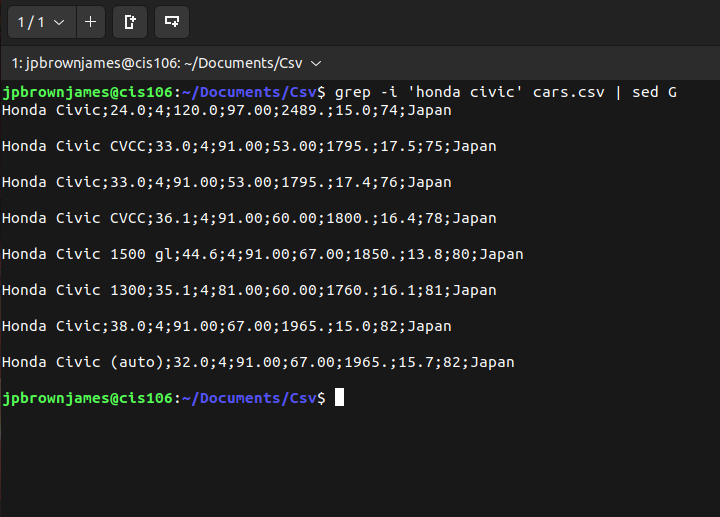 1 / 1
1: jpbrownjames@cis106: ~/Documents/Csv
jpbrownjames@cis106:~/Documents/Csv$ grep -i 'honda civic' cars.csv | sed G
Honda Civic;24.0;4;120.0;97.00;2489.;15.0;74;Japan
Honda Civic CVCC;33.0;4;91.00;53.00;1795.;17.5;75;Japan
Honda Civic;33.0;4;91.00;53.00;1795.;17.4;76;Japan
Honda Civic CVCC;36.1;4;91.00;60.00;1800.;16.4;78;Japan
Honda Civic 1500 gl;44.6;4;91.00;67.00;1850.;13.8;80;Japan
Honda Civic 1300;35.1;4;81.00;60.00;1760.;16.1;81;Japan
Honda Civic;38.0;4;91.00;67.00;1965.;15.0;82;Japan
Honda Civic (auto);32.0;4;91.00;67.00;1965.;15.7;82;Japan
jpbrownjames@cis106:~/Documents/Csv$